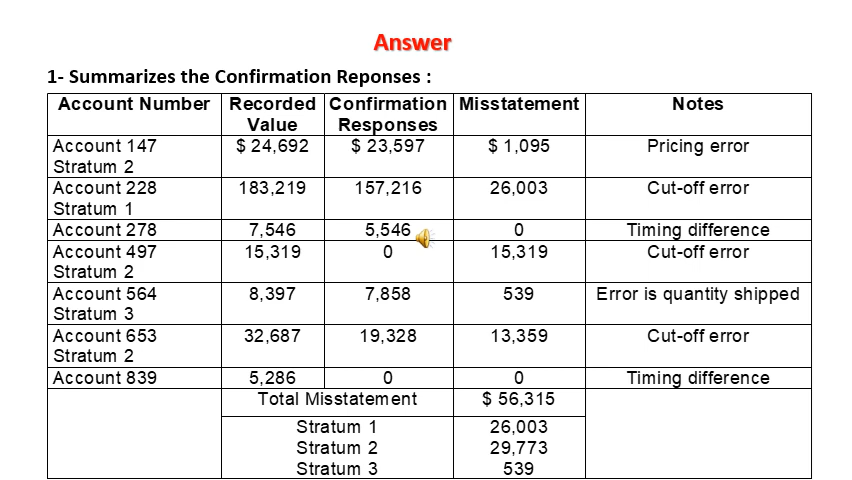 Answer
1- Summarizes the Confirmation Reponses :
Account Number Recorded Value Confirmation Responses Misstatement Notes
Account 147 Stratum 2 $ 24,692 $ 23,597 $ 1,095 Pricing error
Account 228 Stratum 1 183,219 157,216 26,003 Cut-off error
Account 278 7,546 5,546 0 Timing difference
Account 497 Stratum 2 15,319 0 15,319 Cut-off error
Account 564 Stratum 3 8,397 7,858 539 Error is quantity shipped
Account 653 Stratum 2 32,687 19,328 13,359 Cut-off error
Account 839 5,286 0 0 Timing difference
Total Misstatement $ 56,315
Stratum 1 26,003
Stratum 2 29,773
Stratum 3 539